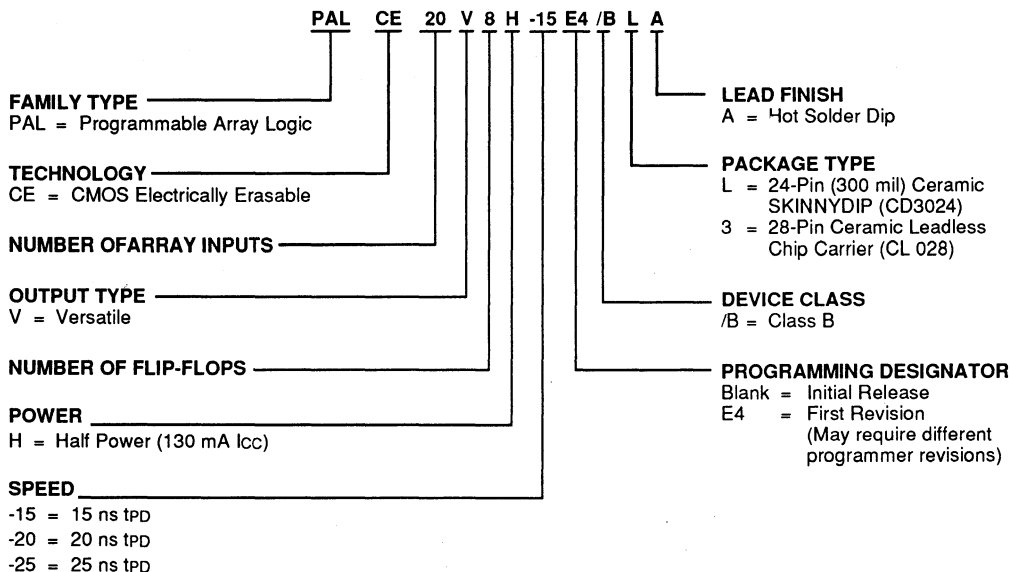 PAL CE 20 V 8 H -15 E4 /B L A
FAMILY TYPE
PAL = Programmable Array Logic
TECHNOLOGY
CE = CMOS Electrically Erasable
NUMBER OFARRAY INPUTS
OUTPUT TYPE
V = Versatile
NUMBER OF FLIP-FLOPS
POWER
H = Half Power (130 mA ICC)
SPEED
-15 = 15 ns tPD
-20 = 20 ns tPD
-25 = 25 ns tPD
LEAD FINISH
A = Hot Solder Dip
PACKAGE TYPE
L = 24-Pin (300 mil) Ceramic
SKINNYDIP (CD3024)
3 = 28-Pin Ceramic Leadless
Chip Carrier (CL 028)
DEVICE CLASS
/B = Class B
PROGRAMMING DESIGNATOR
Blank = Initial Release
E4 = First Revision
(May require different
programmer revisions)